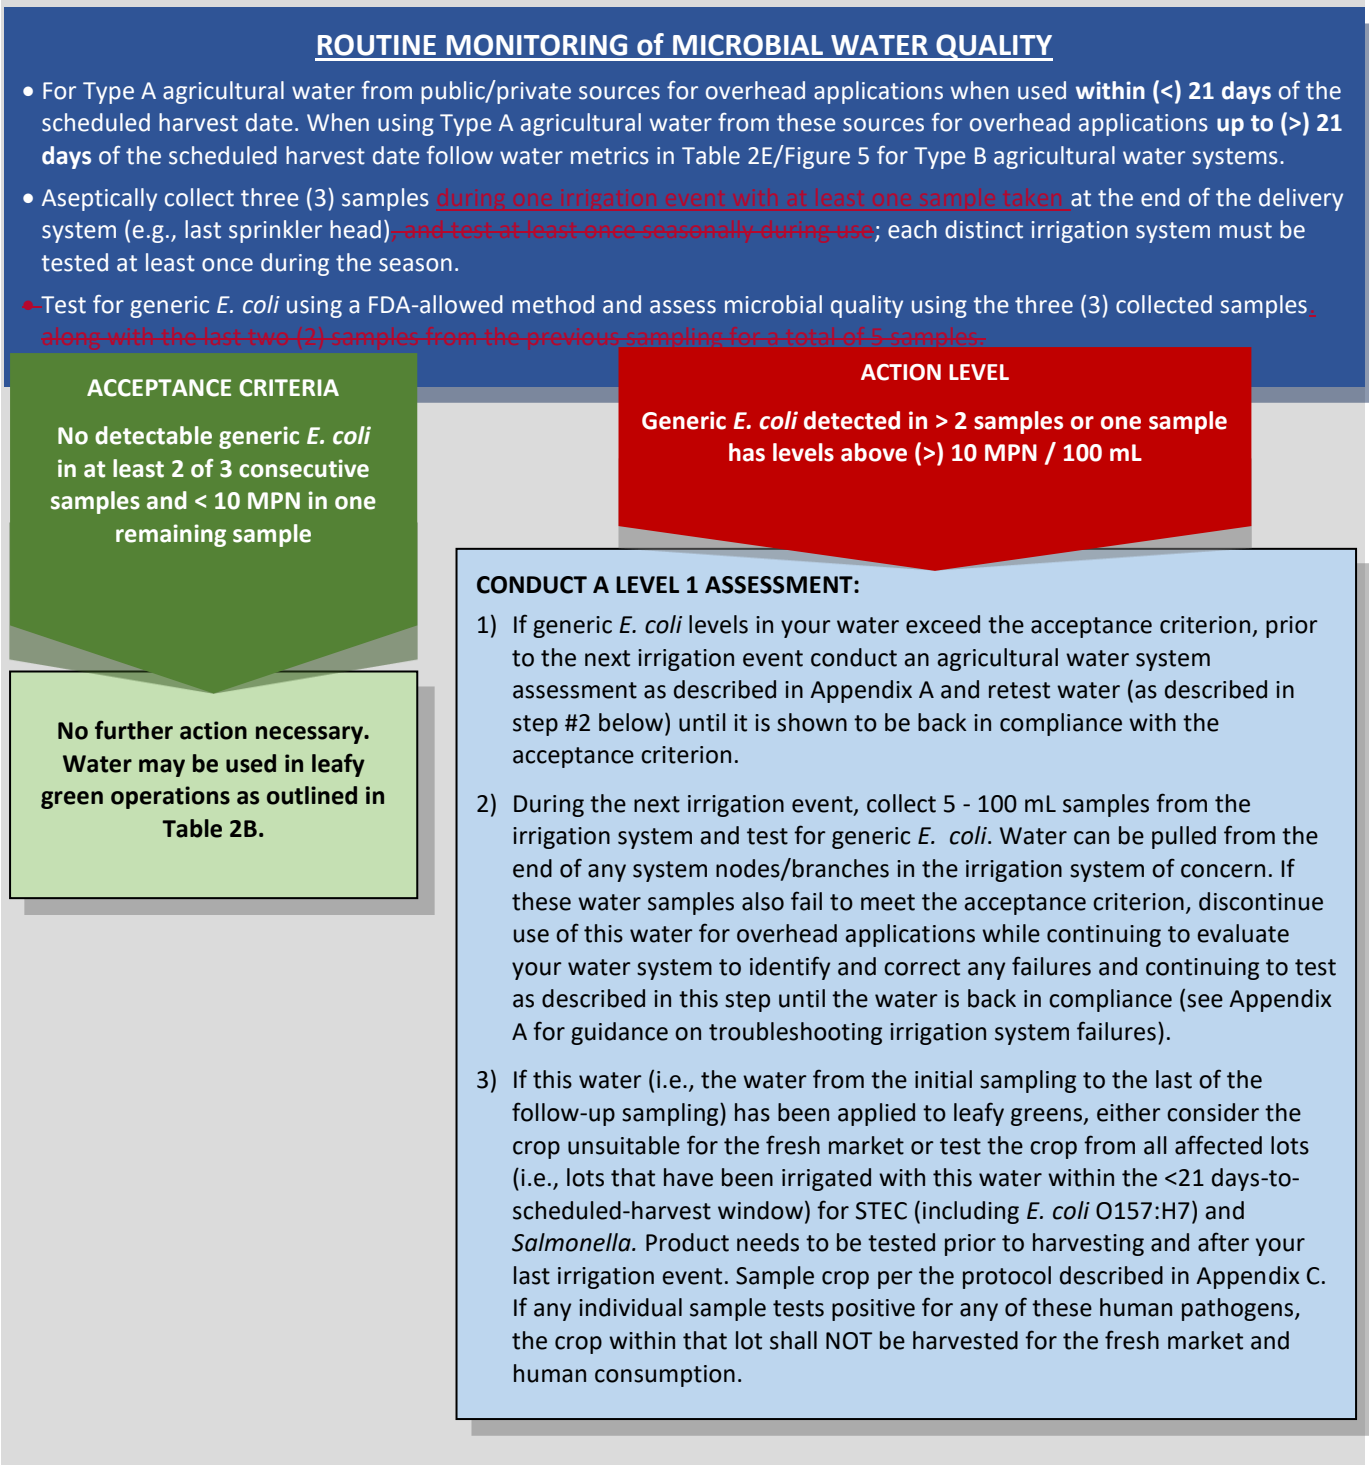 ROUTINE MONITORING of MICROBIAL WATER QUALITY
• For Type A agricultural water from public/private sources for overhead applications when used within (<) 21 days of the
scheduled harvest date. When using Type A agricultural water from these sources for overhead applications up to (>) 21
days of the scheduled harvest date follow water metrics in Table 2E/Figure 5 for Type B agricultural water systems.
• Aseptically collect three (3) samples during one irrigation event with at least one sample taken at the end of the delivery
system (e.g., last sprinkler head), and test at least once seasonally during use; each distinct irrigation system must be
tested at least once during the season.
• Test for generic E. coli using a FDA-allowed method and assess microbial quality using the three (3) collected samples.
along with the last two (2) samples from the previous sampling for a total of 5 samples.
ACCEPTANCE CRITERIA
No detectable generic E. coli
in at least 2 of 3 consecutive
samples and < 10 MPN in one
remaining sample
No further action necessary.
Water may be used in leafy
green operations as outlined in
Table 2B.
ACTION LEVEL
Generic E. coli detected in > 2 samples or one sample
has levels above (>) 10 MPN / 100 mL
CONDUCT A LEVEL 1 ASSESSMENT:
1) If generic E. coli levels in your water exceed the acceptance criterion, prior
to the next irrigation event conduct an agricultural water system
assessment as described in Appendix A and retest water (as described in
step #2 below) until it is shown to be back in compliance with the
acceptance criterion.
2) During the next irrigation event, collect 5 - 100 mL samples from the
irrigation system and test for generic E. coli. Water can be pulled from the
end of any system nodes/branches in the irrigation system of concern. If
these water samples also fail to meet the acceptance criterion, discontinue
use of this water for overhead applications while continuing to evaluate
your water system to identify and correct any failures and continuing to test
as described in this step until the water is back in compliance (see Appendix
A for guidance on troubleshooting irrigation system failures).
3) If this water (i.e., the water from the initial sampling to the last of the
follow-up sampling) has been applied to leafy greens, either consider the
crop unsuitable for the fresh market or test the crop from all affected lots
(i.e., lots that have been irrigated with this water within the <21 days-to-
scheduled-harvest window) for STEC (including E. coli O157:H7) and
Salmonella. Product needs to be tested prior to harvesting and after your
last irrigation event. Sample crop per the protocol described in Appendix C.
If any individual sample tests positive for any of these human pathogens,
the crop within that lot shall NOT be harvested for the fresh market and
human consumption.